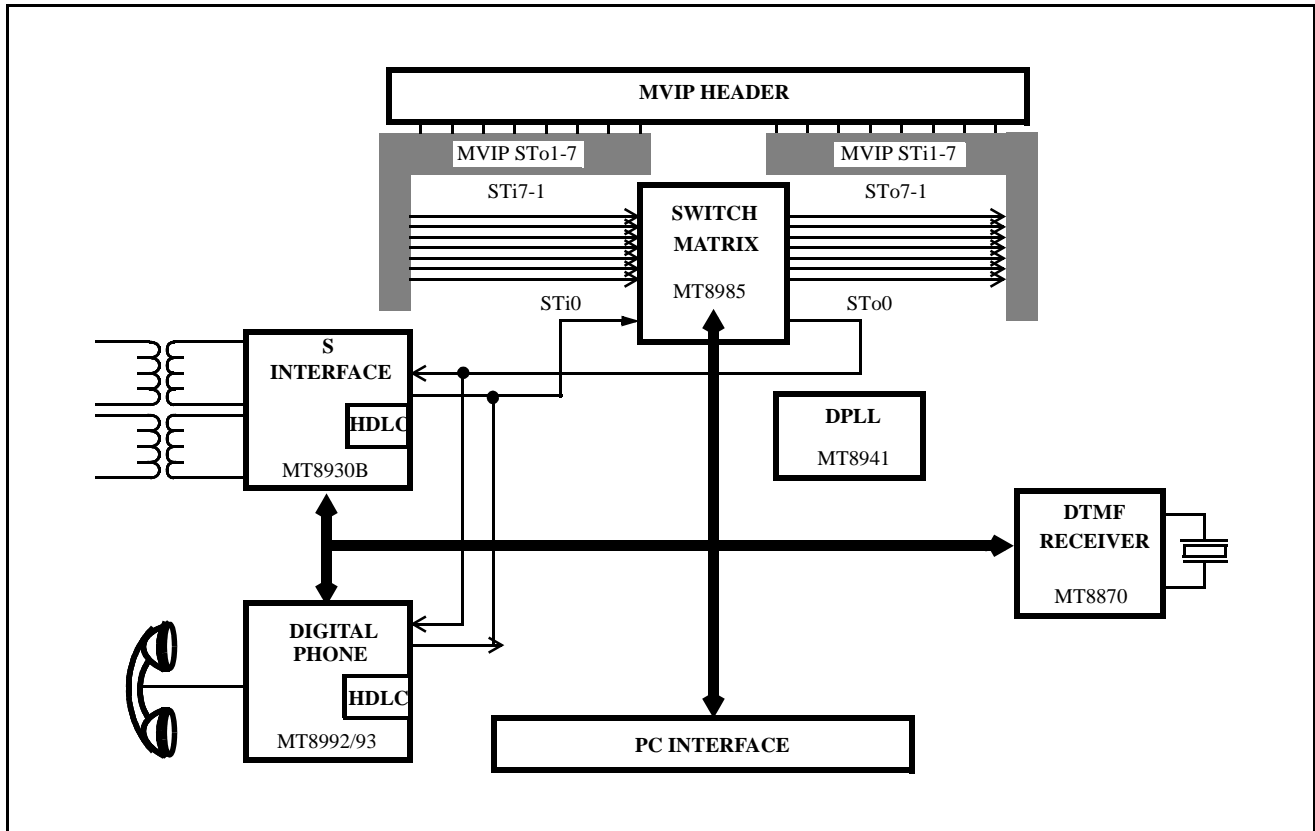 MVIP HEADER
MVIP STo1-7
MVIP STi1-7
STi7-1
STo7-1
SWITCH
MATRIX
MT8985
STi0
STo0
S
INTERFACE
HDLC
MT8930B
DPLL
MT8941
DTMF
RECEIVER
MT8870
DIGITAL
PHONE
HDLC
MT8992/93
PC INTERFACE